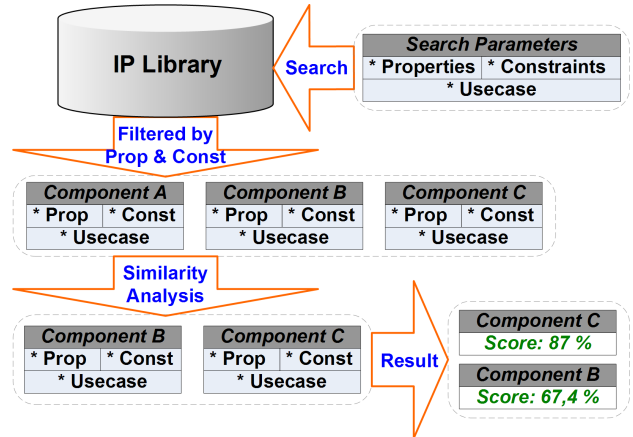 IP Library
Search
Search Parameters
* Properties * Constraints
* Usecase
Filtered by
Prop & Const
Component A
* Prop * Const
* Usecase
Component B
* Prop * Const
* Usecase
Component C
* Prop * Const
* Usecase
Similarity
Analysis
Component B
* Prop * Const
* Usecase
Component C
* Prop * Const
* Usecase
Result
Component C
Score: 87 %
Component B
Score: 67,4 %